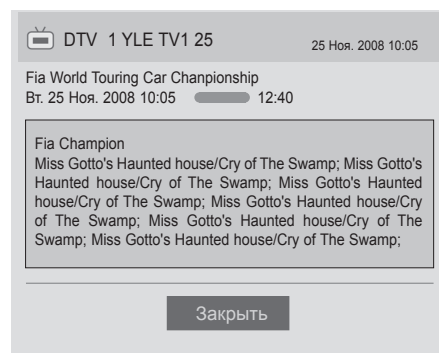 DTV 1 YLE TV1 25 25 Ноя. 2008 10:05
Fia World Touring Car Chanpionship
Вт. 25 Ноя. 2008 10:05 12:40
Fia Champion
Miss Gotto's Haunted house/Cry of The Swamp; Miss Gotto's
Haunted house/Cry of The Swamp; Miss Gotto's Haunted
house/Cry of The Swamp; Miss Gotto's Haunted house/Cry
of The Swamp; Miss Gotto's Haunted house/Cry of The
Swamp; Miss Gotto's Haunted house/Cry of The Swamp;
Закрыть